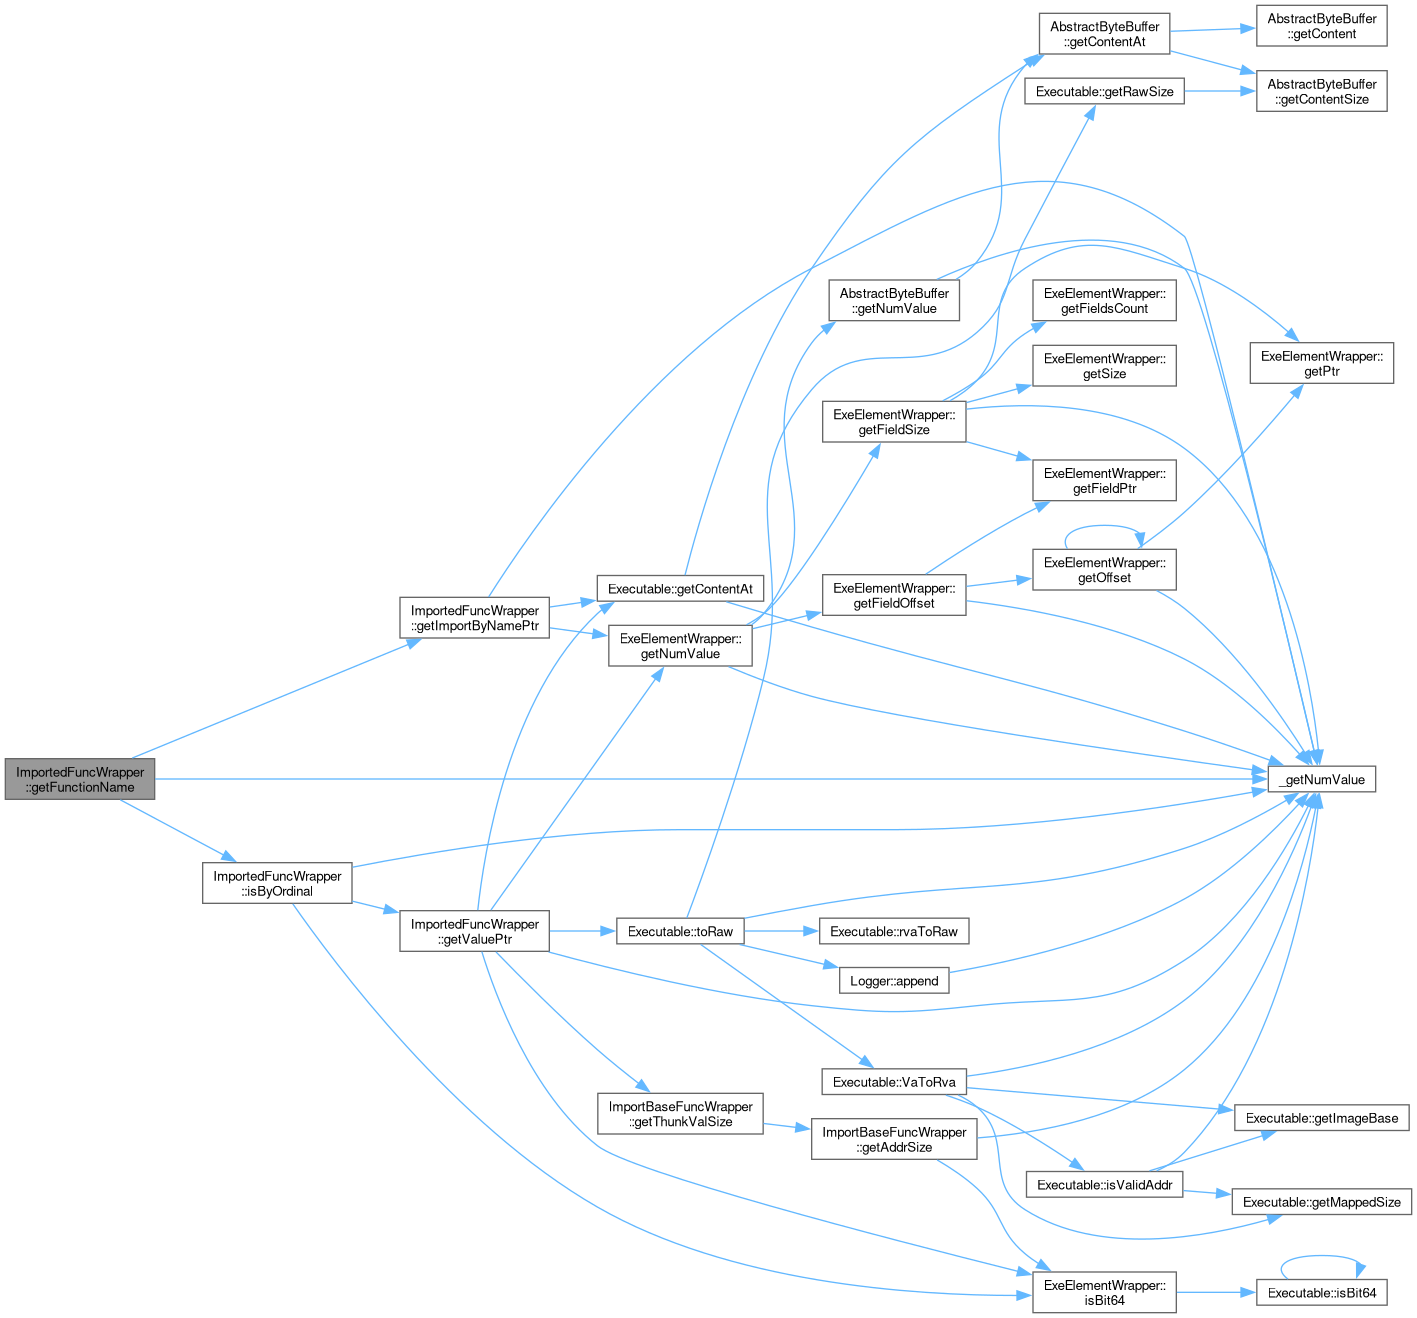 AbstractByteBuffer
::getContentAt
AbstractByteBuffer
::getContent
Executable::getRawSize
AbstractByteBuffer
::getContentSize
AbstractByteBuffer
::getNumValue
ExeElementWrapper::
getFieldsCount
ExeElementWrapper::
getSize
ExeElementWrapper::
getPtr
ExeElementWrapper::
getFieldSize
ExeElementWrapper::
getFieldPtr
ExeElementWrapper::
getOffset
Executable::getContentAt
ExeElementWrapper::
getFieldOffset
ImportedFuncWrapper
::getImportByNamePtr
ExeElementWrapper::
getNumValue
ImportedFuncWrapper
::getFunctionName
_getNumValue
ImportedFuncWrapper
::isByOrdinal
ImportedFuncWrapper
::getValuePtr
Executable::toRaw
Executable::rvaToRaw
Logger::append
Executable::VaToRva
ImportBaseFuncWrapper
::getThunkValSize
ImportBaseFuncWrapper
::getAddrSize
Executable::getImageBase
Executable::isValidAddr
Executable::getMappedSize
ExeElementWrapper::
isBit64
Executable::isBit64